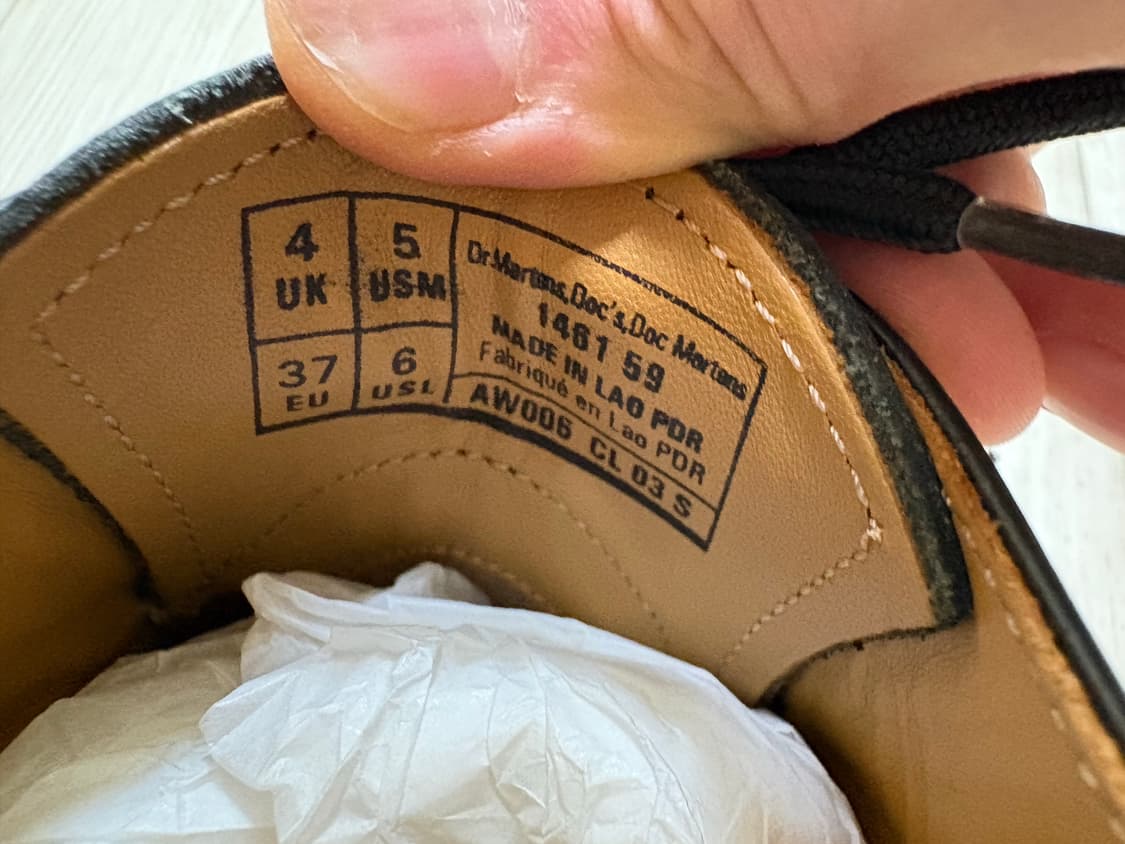 4
UK
5
USM
37
EU
6
USL
Dr.Martens, Doc's, Doc Martens
1461 59
MADE IN LAO PDR
Fabriqué en Lao PDR
AW006 CL 03 S